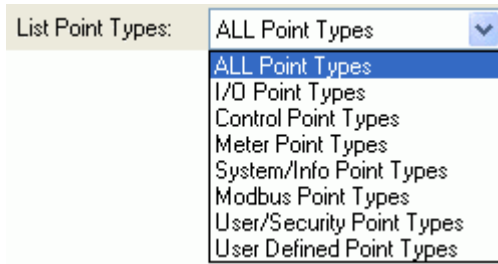 List Point Types: ALL Point Types
ALL Point Types
I/O Point Types
Control Point Types
Meter Point Types
System/Info Point Types
Modbus Point Types
User/Security Point Types
User Defined Point Types